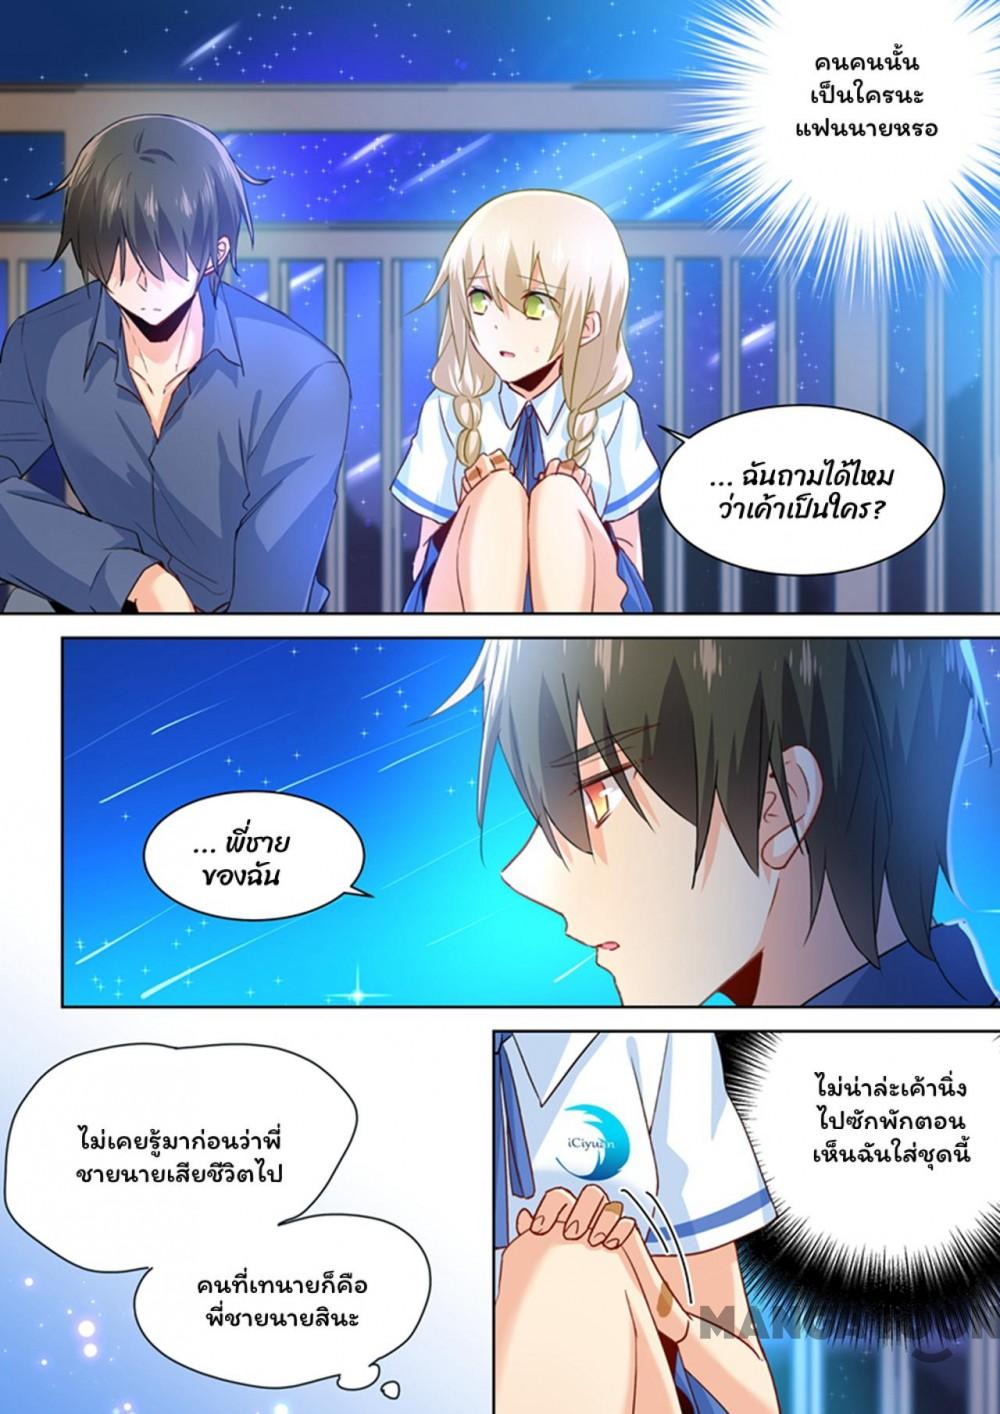 คนคนนั้น
เป็นใครนะ
แฟนนายหรอ
... ฉันถามได้ไหม
ว่าเค้าเป็นใคร?
... พี่ชาย
ของฉัน
ไม่น่าล่ะเค้านิ่ง
ไปซักพักตอน
เห็นฉันใส่ชุดนี้
ไม่เคยรู้มาก่อนว่าพี่
ชายนายเสียชีวิตไป
คนที่เทนายก็คือ
พี่ชายนายสินะ
iCiyuan